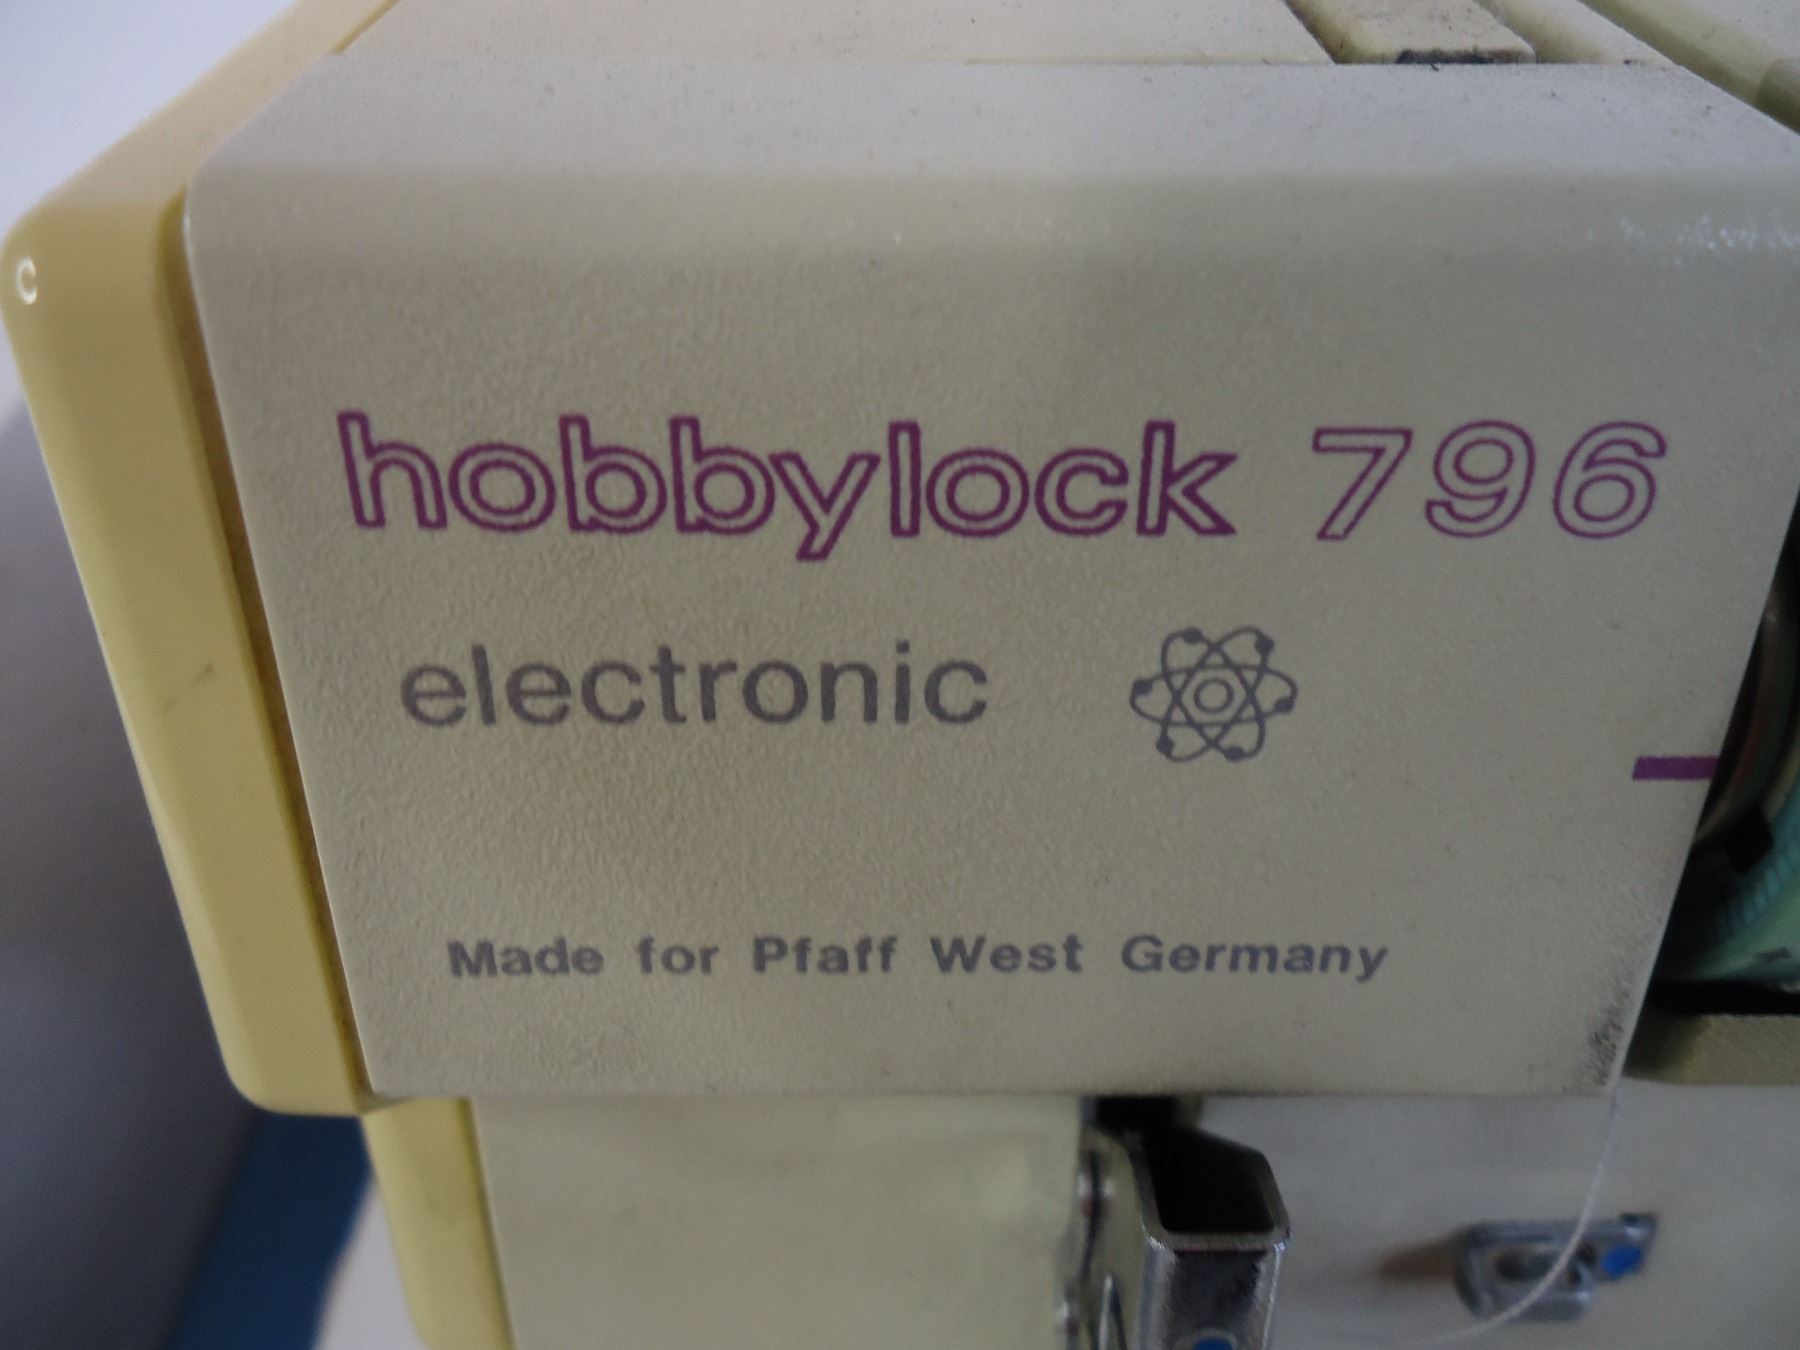 hobbylock 796
electronic
Made for Pfaff West Germany